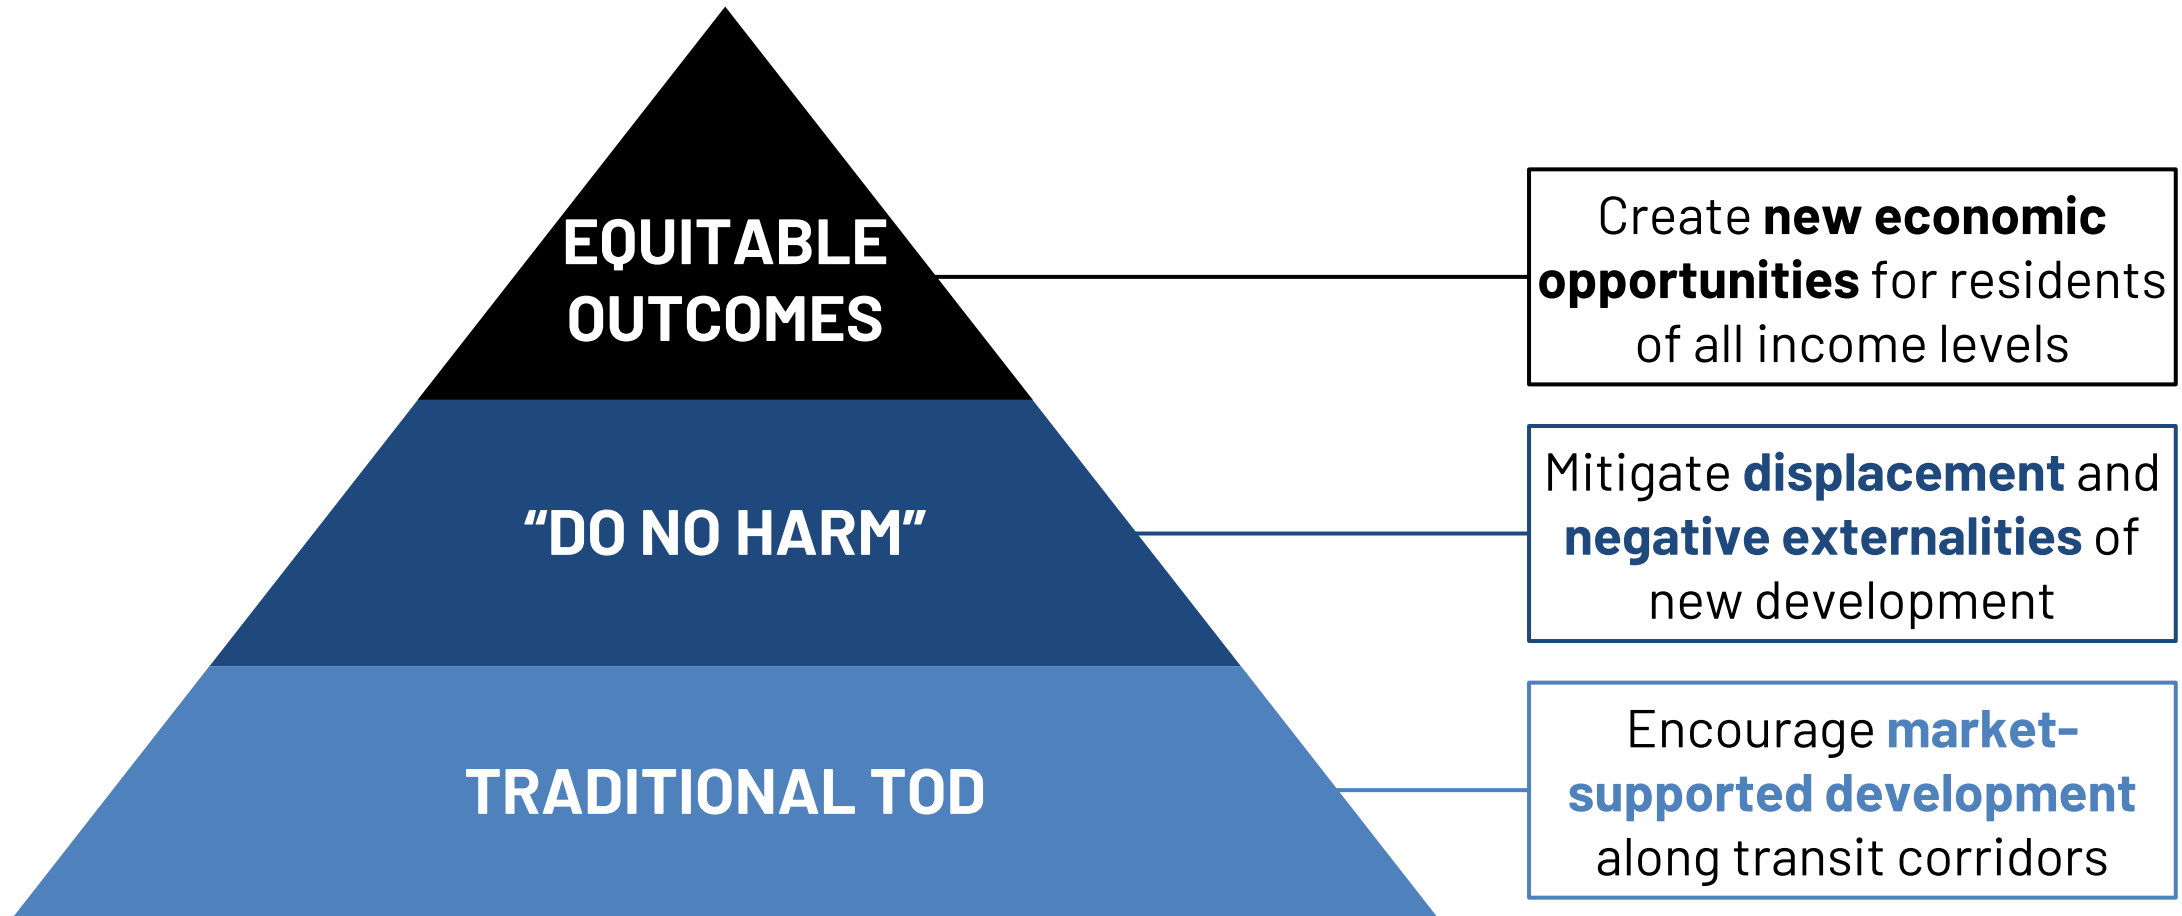 EQUITABLE
OUTCOMES
Create new economic
opportunities for residents
of all income levels
“DO NO HARM”
Mitigate displacement and
negative externalities of
new development
TRADITIONAL TOD
Encourage market-
supported development
along transit corridors